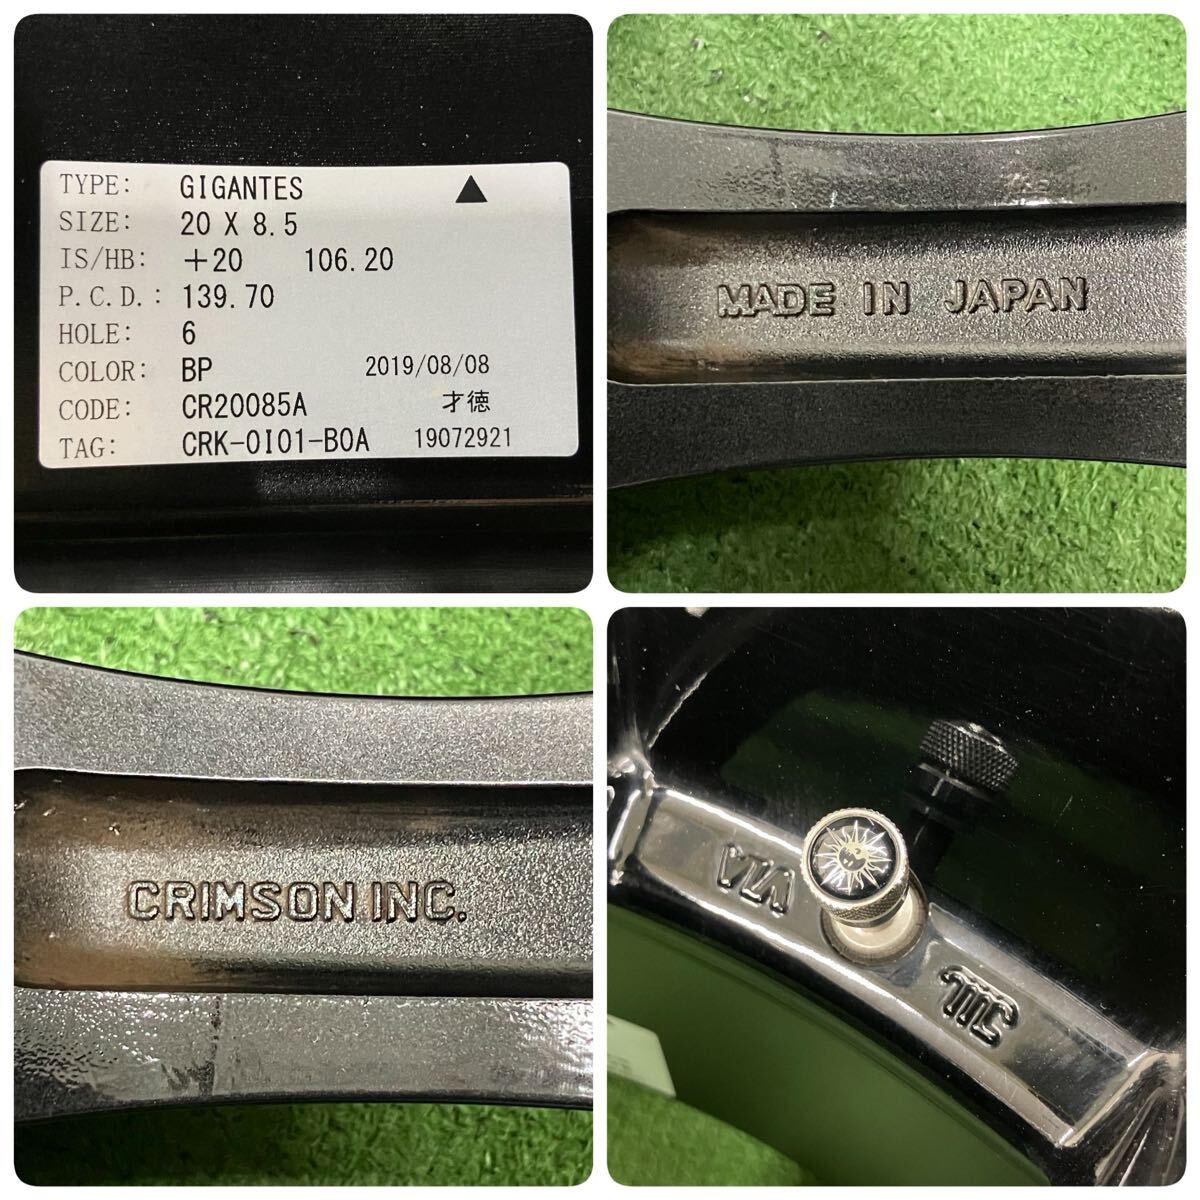 TYPE: GIGANTES ▲
SIZE: 20 X 8.5
IS/HB: +20 106.20
P.C.D.: 139.70
HOLE: 6
COLOR: BP 2019/08/08
CODE: CR20085A 才徳
TAG: CRK-0I01-B0A 19072921
MADE IN JAPAN
CRIMSON INC.
VIA